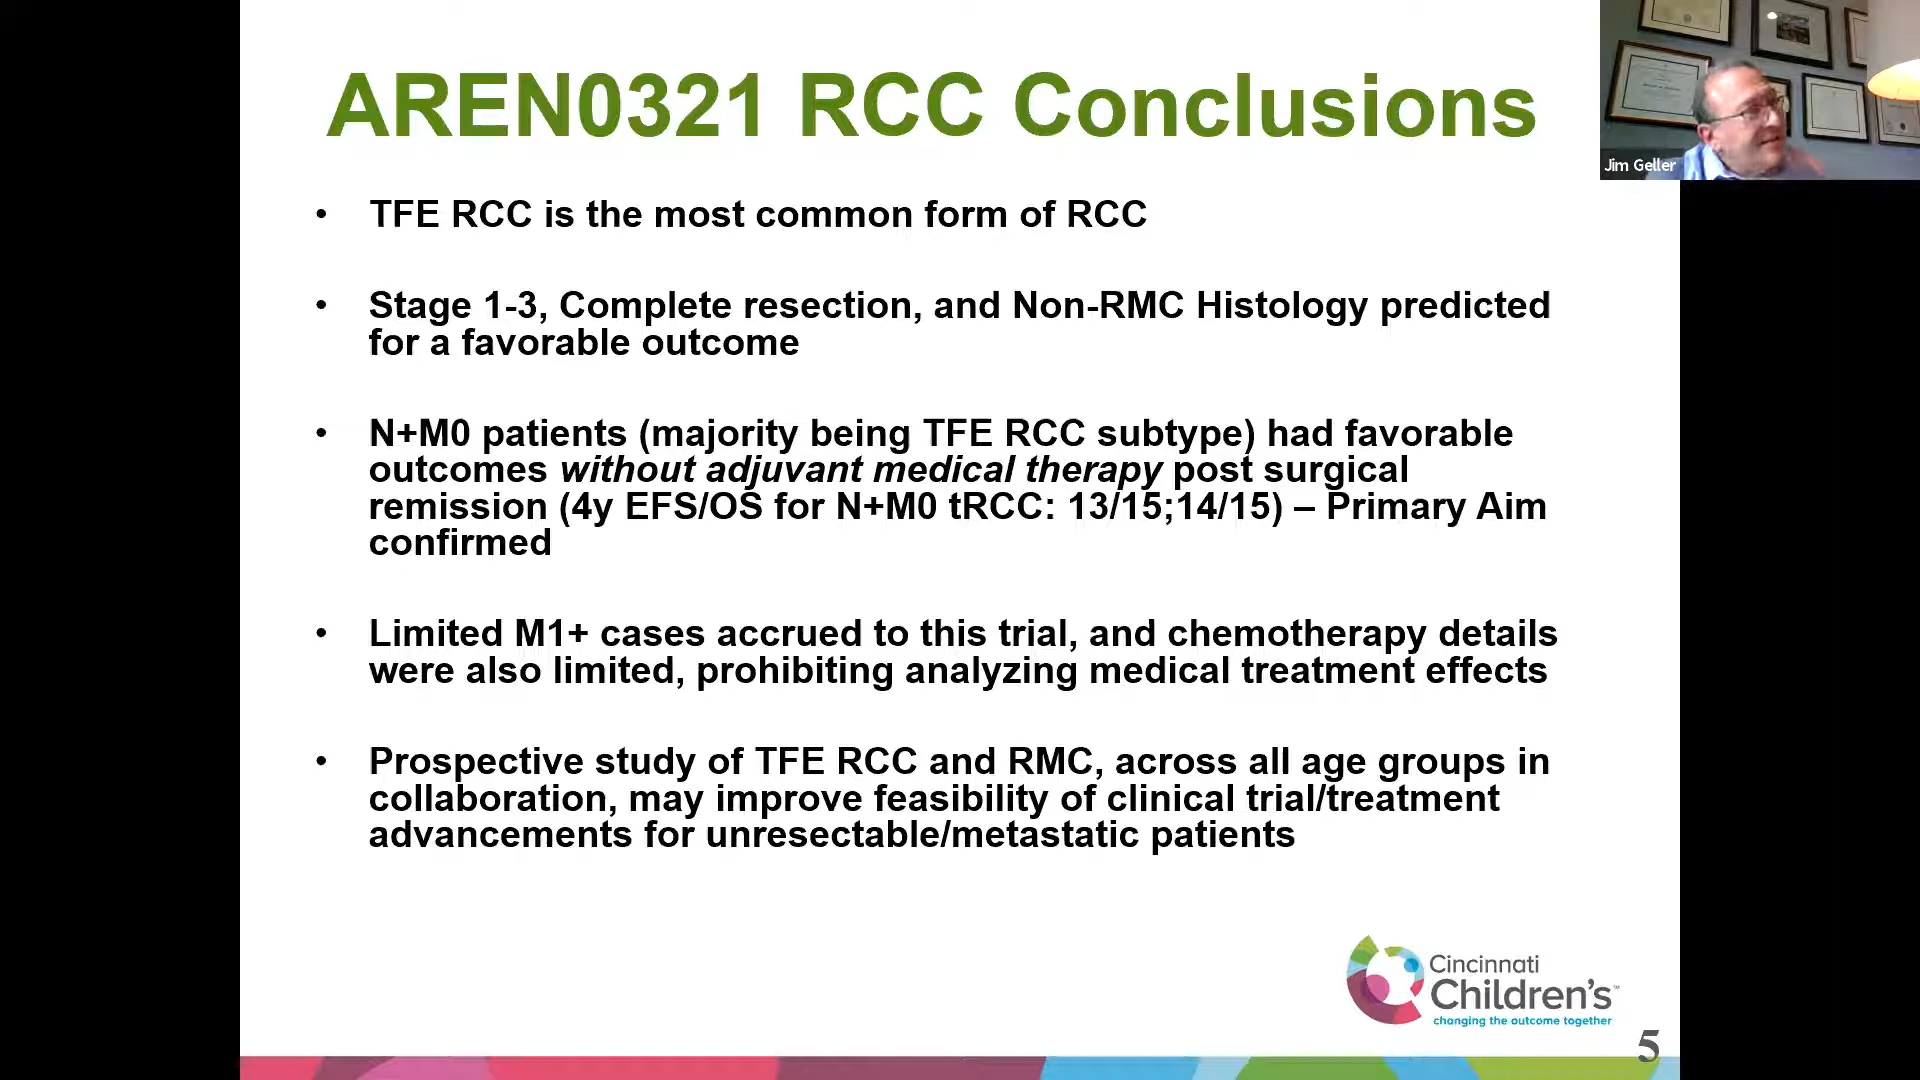 AREN0321 RCC Conclusions
Jim Geller
• TFE RCC is the most common form of RCC
• Stage 1-3, Complete resection, and Non-RMC Histology predicted
for a favorable outcome
• N+M0 patients (majority being TFE RCC subtype) had favorable
outcomes without adjuvant medical therapy post surgical
remission (4y EFS/OS for N+M0 tRCC: 13/15;14/15) – Primary Aim
confirmed
• Limited M1+ cases accrued to this trial, and chemotherapy details
were also limited, prohibiting analyzing medical treatment effects
• Prospective study of TFE RCC and RMC, across all age groups in
collaboration, may improve feasibility of clinical trial/treatment
advancements for unresectable/metastatic patients
Cincinnati
Children's™
changing the outcome together
5